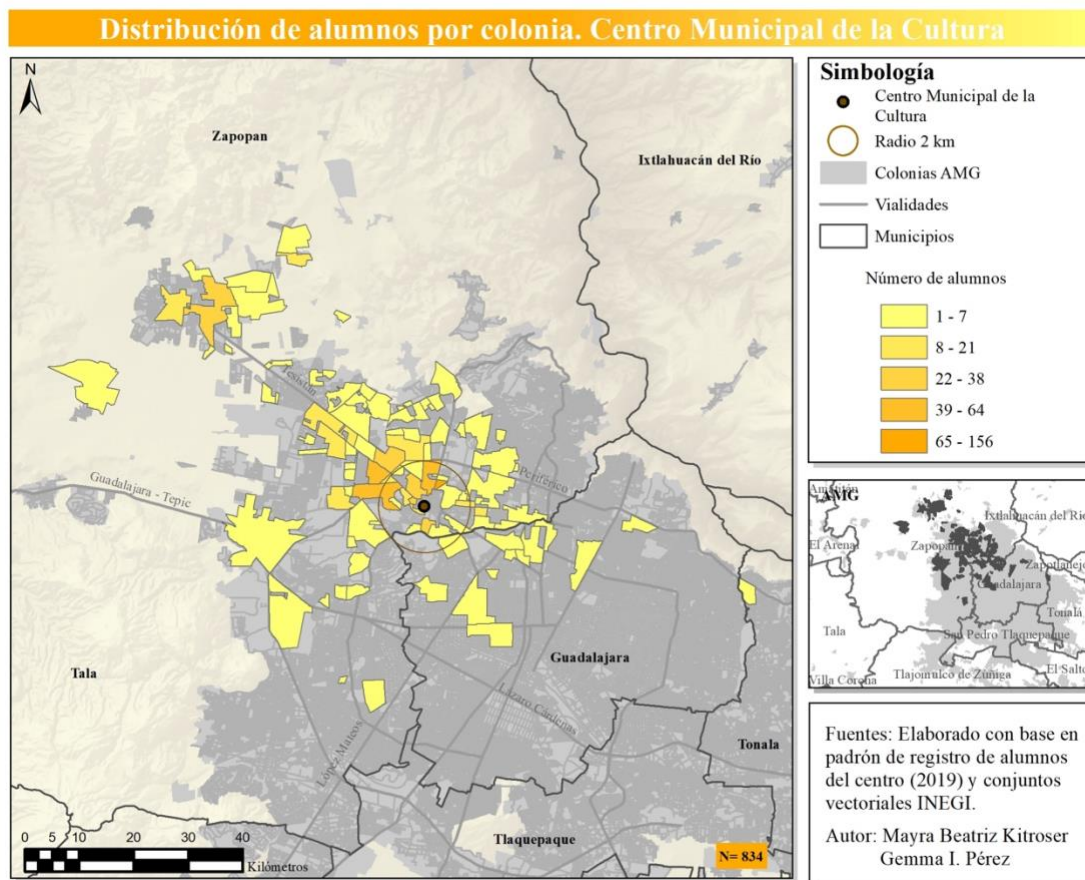 Distribución de alumnos por colonia. Centro Municipal de la Cultura
N
Zapopan
Ixtlahuacán del Río
Tesistán
Periférico
Guadalajara - Tepic
Guadalajara
Tala
Lázaro Cárdenas
López Mateos
Tonala
Tlaquepaque
0 5 10 20 30 40
Kilómetros
N= 834
Simbología
Centro Municipal de la
Cultura
Radio 2 km
Colonias AMG
Vialidades
Municipios
Número de alumnos
1 - 7
8 - 21
22 - 38
39 - 64
65 - 156
AMG
Ixtlahuacán del Río
El Arenal
Zapopan
Zapotlanejo
Guadalajara
Tonalá
Tala
San Pedro Tlaquepaque
El Salto
Villa Corona
Tlajomulco de Zúñiga
Fuentes: Elaborado con base en
padrón de registro de alumnos
del centro (2019) y conjuntos
vectoriales INEGI.
Autor: Mayra Beatriz Kitroser
Gemma I. Pérez